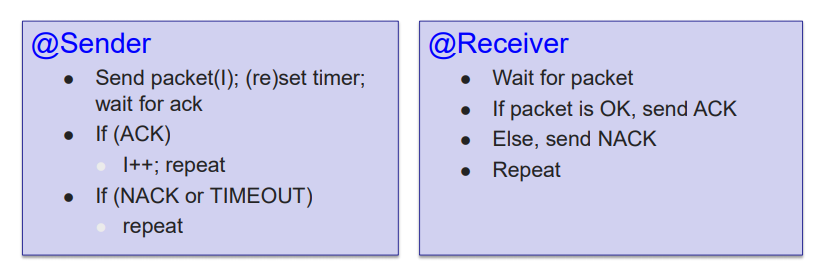 @Sender
● Send packet(I); (re)set timer;
wait for ack
● If (ACK)
● I++; repeat
● If (NACK or TIMEOUT)
● repeat
@Receiver
● Wait for packet
● If packet is OK, send ACK
● Else, send NACK
● Repeat